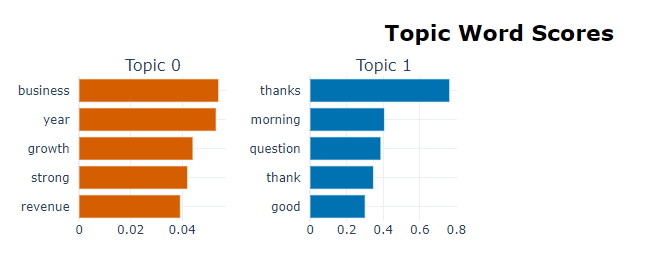 Topic Word Scores
Topic 0
business
year
growth
strong
revenue
0 0.02 0.04
Topic 1
thanks
morning
question
thank
good
0 0.2 0.4 0.6 0.8